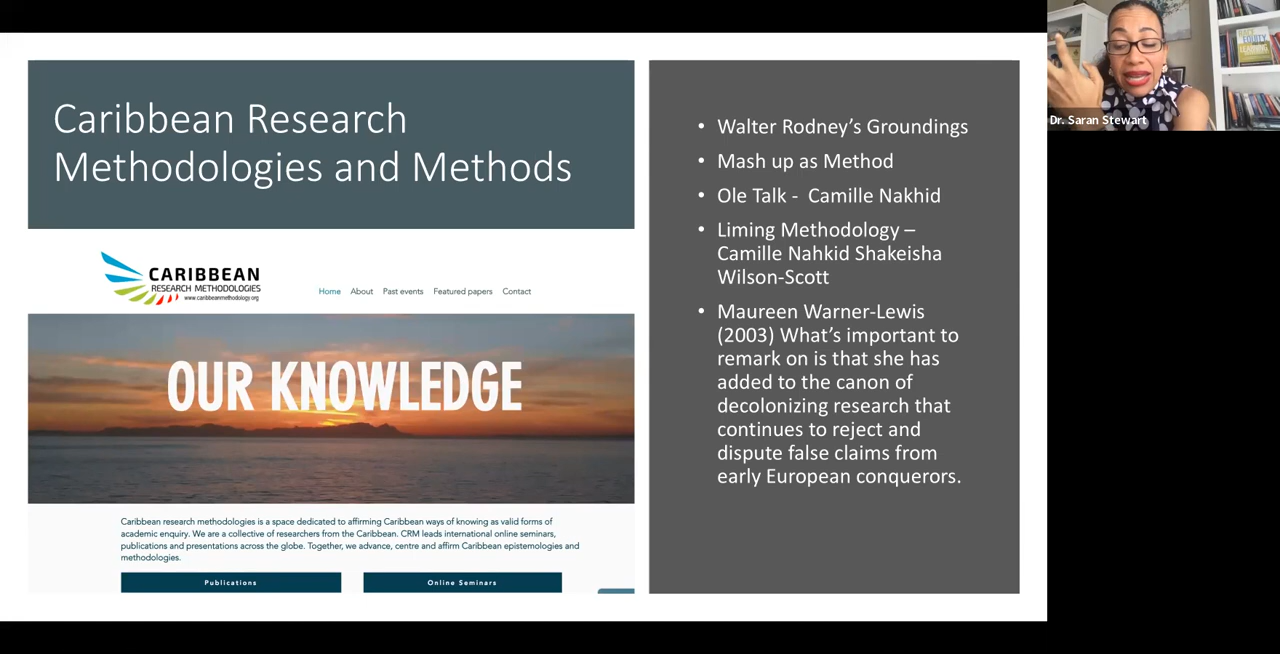 Caribbean Research
Methodologies and Methods
CARIBBEAN
RESEARCH METHODOLOGIES
www.caribbeanmethodology.org
Home About Past events Featured papers Contact
OUR KNOWLEDGE
Caribbean research methodologies is a space dedicated to affirming Caribbean ways of knowing as valid forms of
academic enquiry. We are a collective of researchers from the Caribbean. CRM leads international online seminars,
publications and presentations across the globe. Together, we advance, centre and affirm Caribbean epistemologies and
methodologies.
Publications Online Seminars
• Walter Rodney’s Groundings
• Mash up as Method
• Ole Talk - Camille Nakhid
• Liming Methodology –
Camille Nahkid Shakeisha
Wilson-Scott
• Maureen Warner-Lewis
(2003) What’s important to
remark on is that she has
added to the canon of
decolonizing research that
continues to reject and
dispute false claims from
early European conquerors.
EQUITY
LEARNING
Dr. Saran Stewart